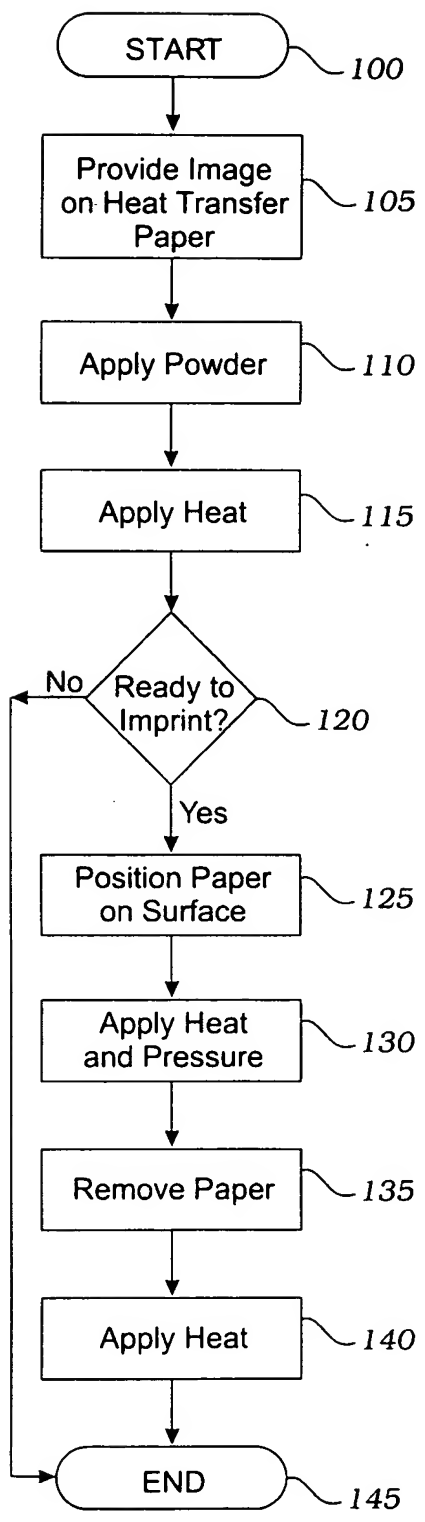 START
100
Provide Image
on Heat Transfer
Paper
105
Apply Powder
110
Apply Heat
115
Ready to
Imprint?
120
No
Yes
Position Paper
on Surface
125
Apply Heat
and Pressure
130
Remove Paper
135
Apply Heat
140
END
145